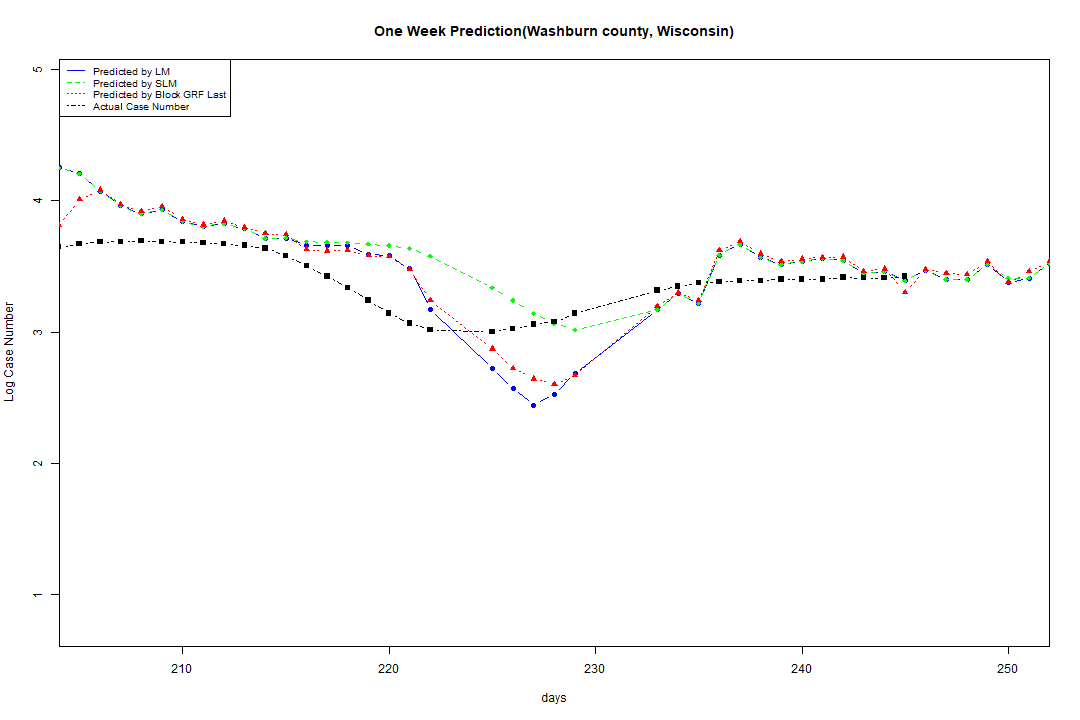 One Week Prediction(Washburn county, Wisconsin)
Predicted by LM
Predicted by SLM
Predicted by Block GRF Last
Actual Case Number
5
4
3
2
1
Log Case Number
210 220 230 240 250
days